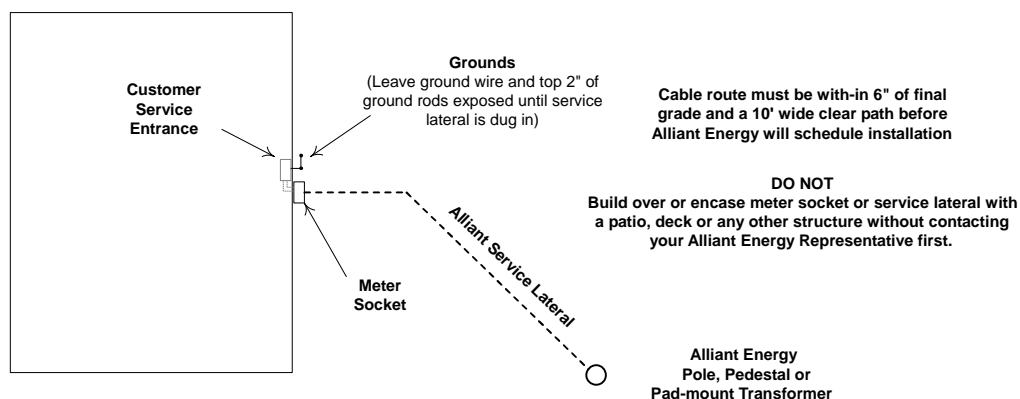 Grounds
(Leave ground wire and top 2" of
ground rods exposed until service
lateral is dug in)
Customer
Service
Entrance
Cable route must be with-in 6" of final
grade and a 10' wide clear path before
Alliant Energy will schedule installation
DO NOT
Build over or encase meter socket or service lateral with
a patio, deck or any other structure without contacting
your Alliant Energy Representative first.
Alliant Service Lateral
Meter
Socket
Alliant Energy
Pole, Pedestal or
Pad-mount Transformer